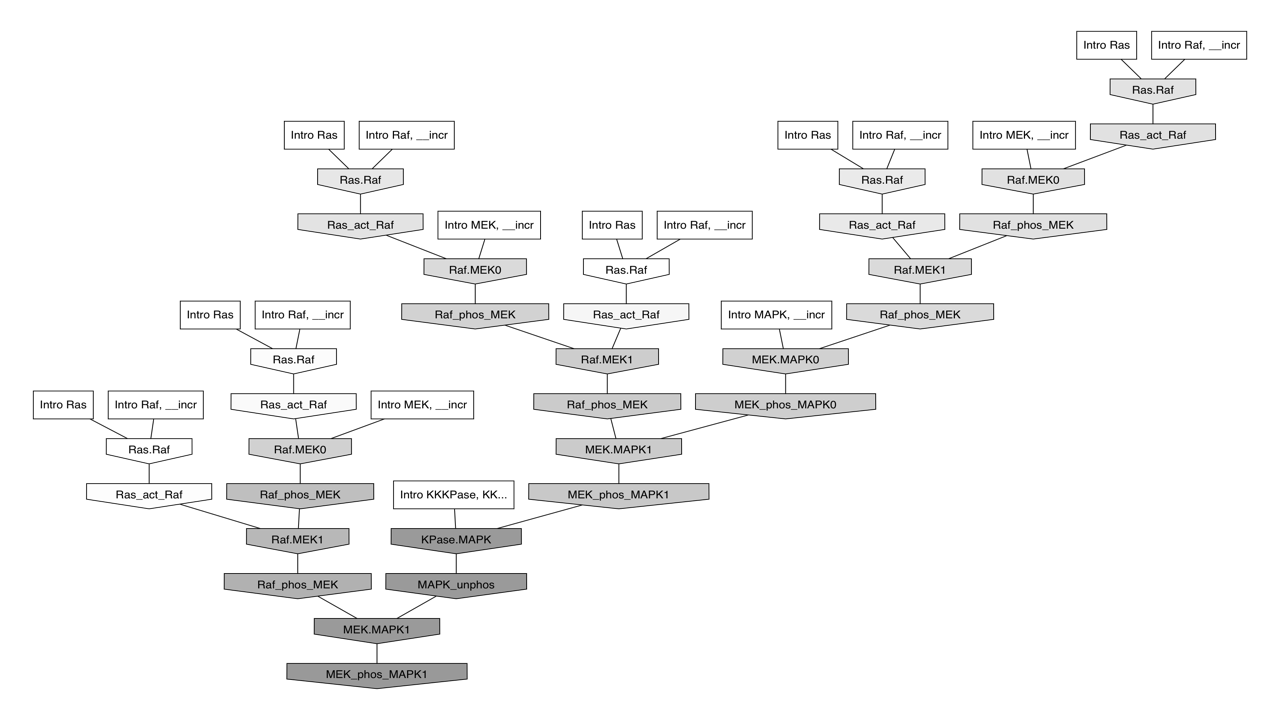 Intro Ras
Intro Raf, __incr
Ras.Raf
Intro Ras
Intro Raf, __incr
Intro Ras
Intro Raf, __incr
Intro MEK, __incr
Ras_act_Raf
Ras.Raf
Ras.Raf
Raf.MEK0
Ras_act_Raf
Intro MEK, __incr
Intro Ras
Intro Raf, __incr
Ras_act_Raf
Raf_phos_MEK
Raf.MEK0
Ras.Raf
Raf.MEK1
Intro Ras
Intro Raf, __incr
Raf_phos_MEK
Ras_act_Raf
Intro MAPK, __incr
Raf_phos_MEK
Ras.Raf
Raf.MEK1
MEK.MAPK0
Intro Ras
Intro Raf, __incr
Ras_act_Raf
Intro MEK, __incr
Raf_phos_MEK
MEK_phos_MAPK0
Ras.Raf
Raf.MEK0
MEK.MAPK1
Ras_act_Raf
Raf_phos_MEK
Intro KKKPase, KK...
MEK_phos_MAPK1
Raf.MEK1
KPase.MAPK
Raf_phos_MEK
MAPK_unphos
MEK.MAPK1
MEK_phos_MAPK1